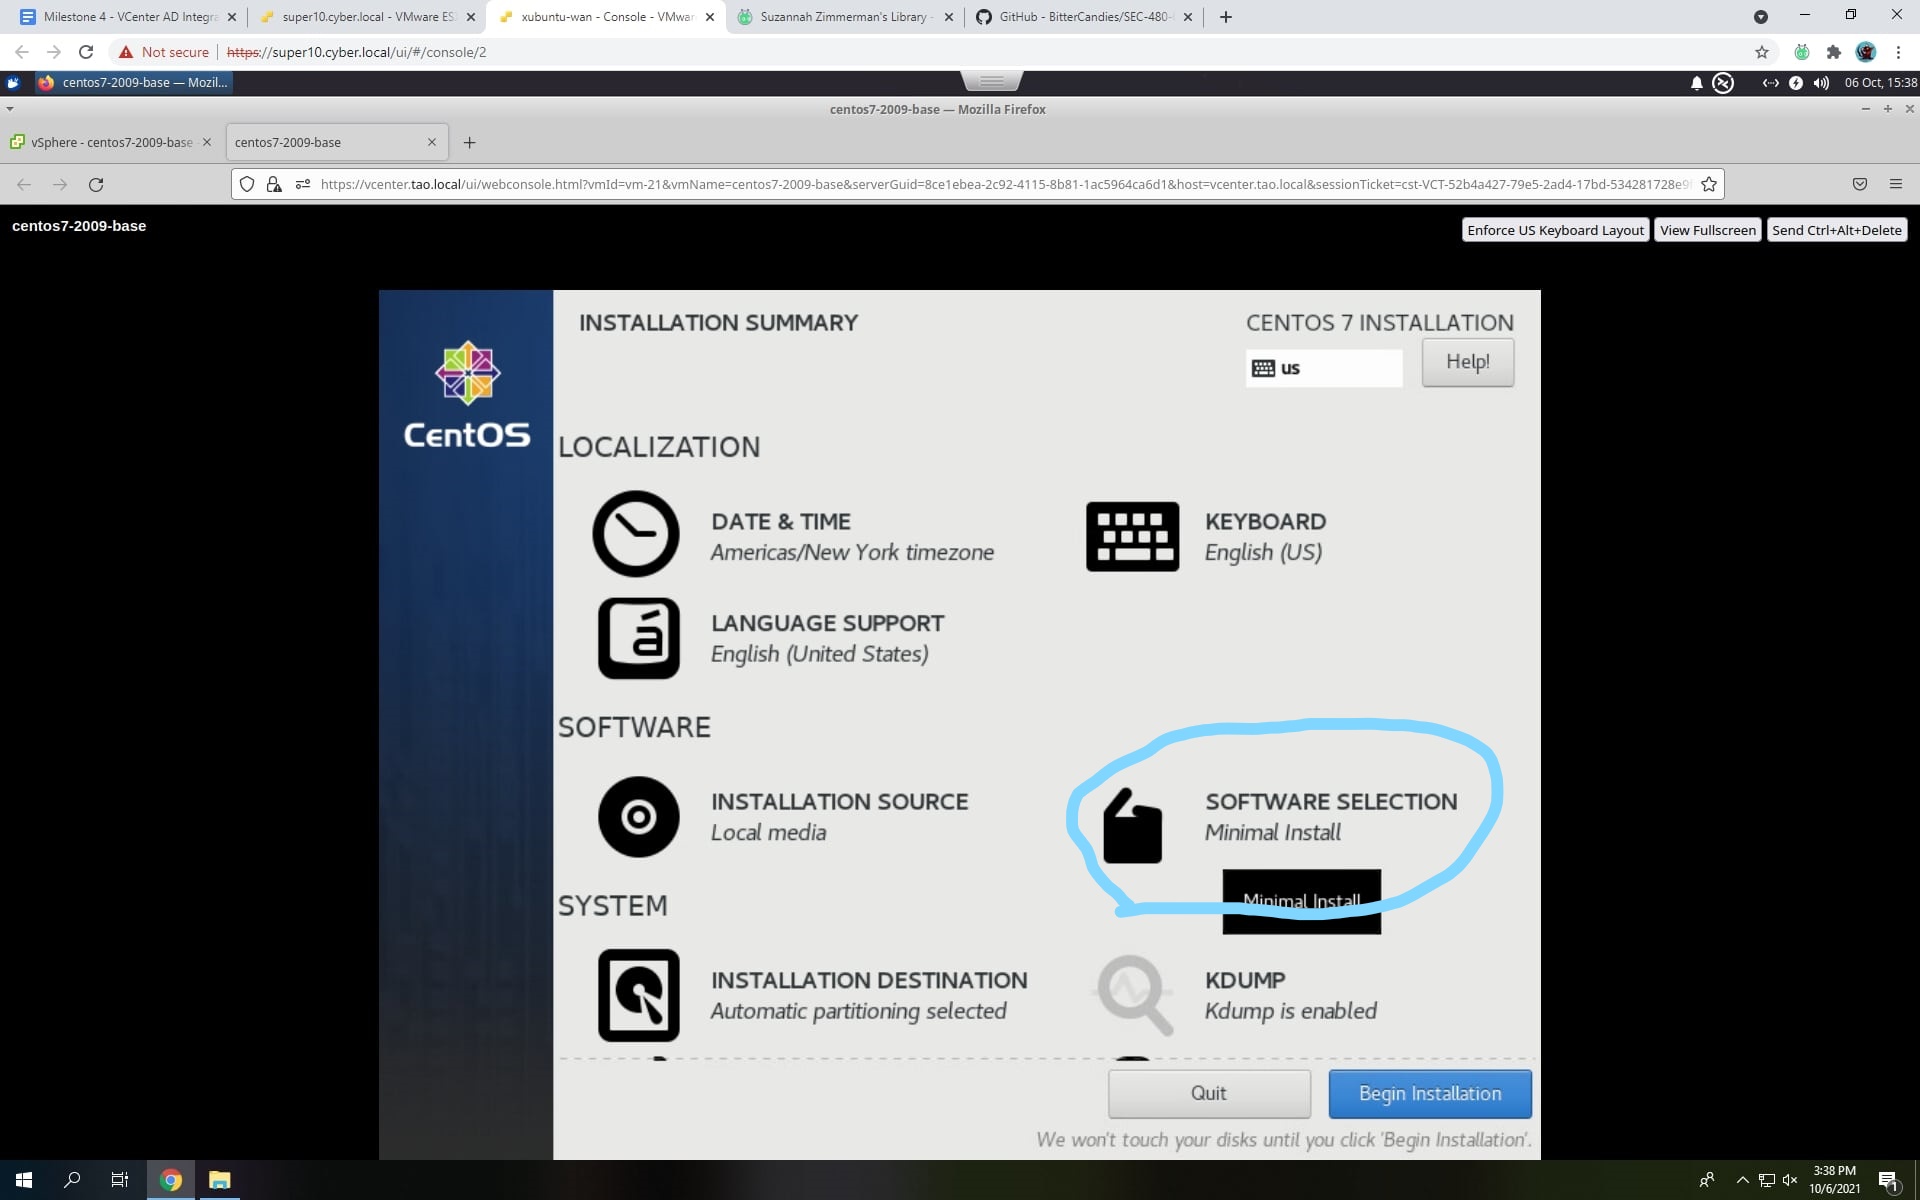 Milestone 4 - VCenter AD Integra
super10.cyber.local - VMware ES
xubuntu-wan - Console - VMwar
Suzannah Zimmerman's Library -
GitHub - BitterCandies/SEC-480-
Not secure
https://super10.cyber.local/ui/#/console/2
centos7-2009-base — Mozil...
06 Oct, 15:38
centos7-2009-base — Mozilla Firefox
vSphere - centos7-2009-base
centos7-2009-base
https://vcenter.tao.local/ui/webconsole.html?vmId=vm-21&vmName=centos7-2009-base&serverGuid=8ce1ebea-2c92-4115-8b81-1ac5964ca6d1&host=vcenter.tao.local&sessionTicket=cst-VCT-52b4a427-79e5-2ad4-17bd-534281728e9f
centos7-2009-base
Enforce US Keyboard Layout
View Fullscreen
Send Ctrl+Alt+Delete
INSTALLATION SUMMARY
CENTOS 7 INSTALLATION
us
Help!
CentOS
LOCALIZATION
DATE & TIME
Americas/New York timezone
KEYBOARD
English (US)
á
LANGUAGE SUPPORT
English (United States)
SOFTWARE
INSTALLATION SOURCE
Local media
SOFTWARE SELECTION
Minimal Install
Minimal Install
SYSTEM
INSTALLATION DESTINATION
Automatic partitioning selected
KDUMP
Kdump is enabled
Quit
Begin Installation
We won't touch your disks until you click 'Begin Installation'.
3:38 PM
10/6/2021
1